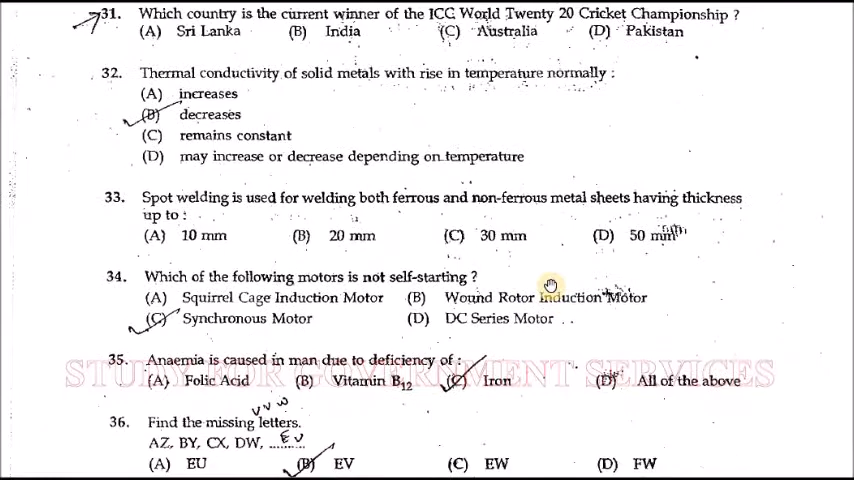 31. Which country is the current winner of the ICC World Twenty 20 Cricket Championship ?
(A) Sri Lanka (B) India (C) Australia (D) Pakistan
32. Thermal conductivity of solid metals with rise in temperature normally :
(A) increases
(B) decreases
(C) remains constant
(D) may increase or decrease depending on temperature
33. Spot welding is used for welding both ferrous and non-ferrous metal sheets having thickness
up to :
(A) 10 mm (B) 20 mm (C) 30 mm (D) 50 mm
34. Which of the following motors is not self-starting ?
(A) Squirrel Cage Induction Motor (B) Wound Rotor Induction Motor
(C) Synchronous Motor (D) DC Series Motor
35. Anaemia is caused in man due to deficiency of :
STUDY FOR GOVERNMENT SERVICES
(A) Folic Acid (B) Vitamin B12 (C) Iron (D) All of the above
36. Find the missing letters.
AZ, BY, CX, DW, ........ EV
(A) EU (B) EV (C) EW (D) FW